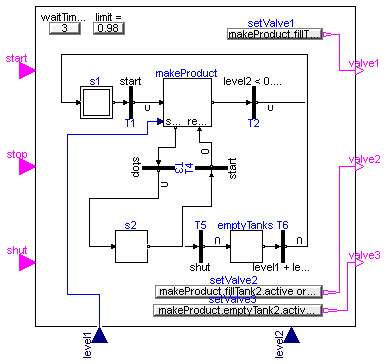 waitTim...
3
limit =
0.98
setValve1
makeProduct.fillT...
start
valve1
s1
start
makeProduct
level2 < 0....
T1
s...
re...
T2
stop
valve2
stop
T3
T4
start
s2
T5
emptyTanks
T6
shut
level1 + le...
shut
valve3
setValve2
makeProduct.fillTank2.active or...
setValve3
makeProduct.emptyTank2.activ...
level1
level2